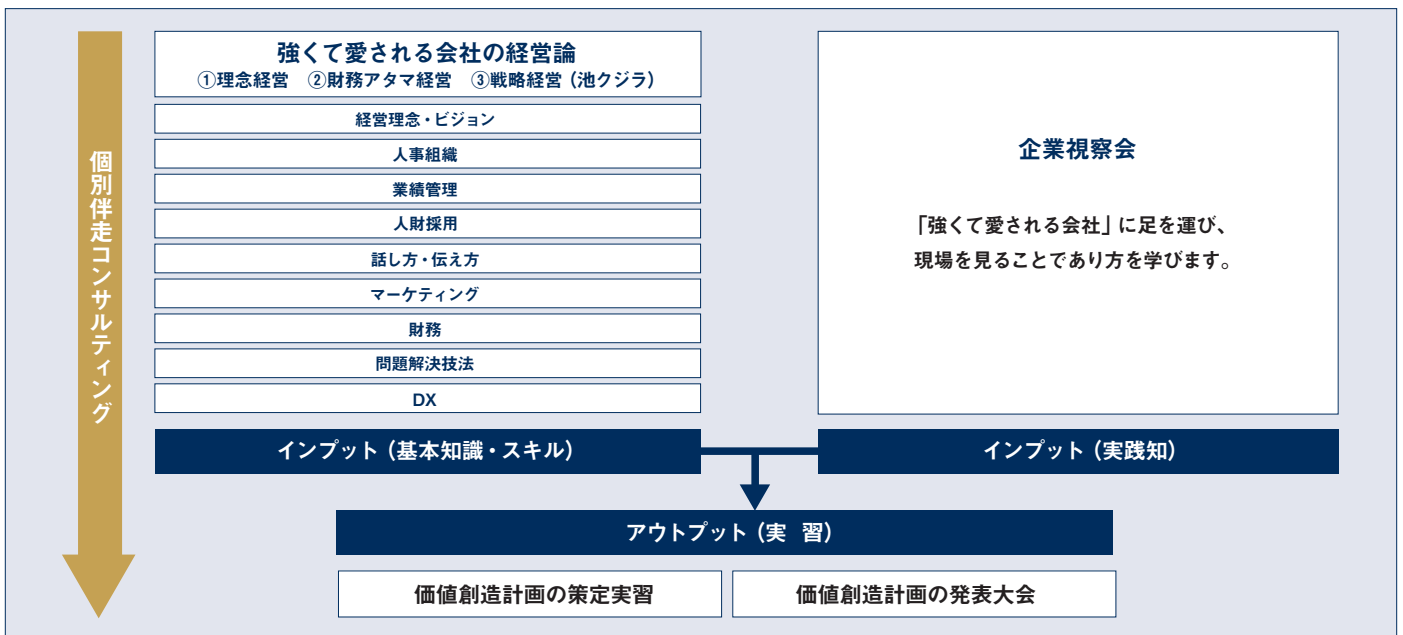 個別伴走コンサルティング
強くて愛される会社の経営論
①理念経営 ②財務アタマ経営 ③戦略経営（池クジラ）
経営理念・ビジョン
人事組織
業績管理
人財採用
話し方・伝え方
マーケティング
財務
問題解決技法
DX
インプット（基本知識・スキル）
企業視察会
「強くて愛される会社」に足を運び、
現場を見ることであり方を学びます。
インプット（実践知）
アウトプット（実 習）
価値創造計画の策定実習
価値創造計画の発表大会